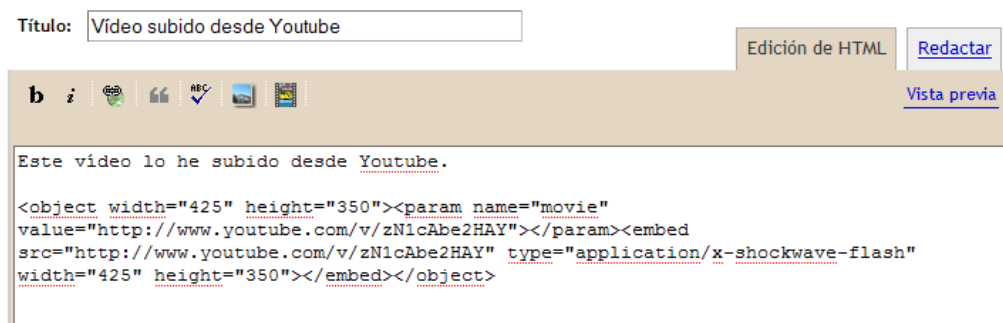 Título: Vídeo subido desde Youtube
Edición de HTML Redactar
b i ABC Vista previa
Este vídeo lo he subido desde Youtube.
<object width="425" height="350"><param name="movie"
value="http://www.youtube.com/v/zN1cAbe2HAY"></param><embed
src="http://www.youtube.com/v/zN1cAbe2HAY" type="application/x-shockwave-flash"
width="425" height="350"></embed></object>